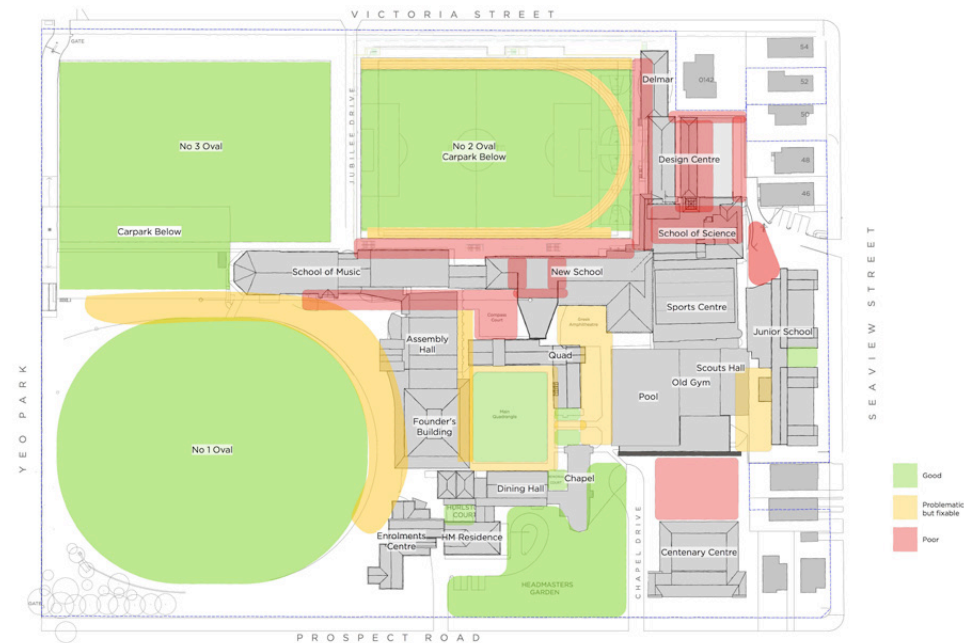 VICTORIA STREET
GATE
54
Delmar
0142
52
50
No 3 Oval
JUBILEE DRIVE
No 2 Oval
Carpark Below
Design Centre
48
46
Carpark Below
School of Science
SEAVIEW STREET
School of Music
New School
Sports Centre
Junior School
Assembly
Hall
Quad
Scouts Hall
Old Gym
Pool
YEO PARK
Main
Quadrangle
Founder's
Building
No 1 Oval
Chapel
Dining Hall
Good
Problematic
but fixable
Poor
COURT
Enrolments
Centre
HM Residence
Centenary Centre
CHAPEL DRIVE
HEADMASTERS
GARDEN
GATE
PROSPECT ROAD